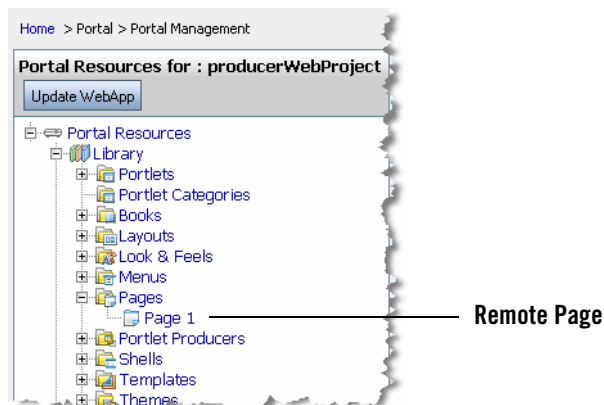 Home > Portal > Portal Management
Portal Resources for : producerWebProject
Update WebApp
Portal Resources
Library
Portlets
Portlet Categories
Books
Layouts
Look & Feels
Menus
Pages
Page 1
Remote Page
Portlet Producers
Shells
Templates
Themes